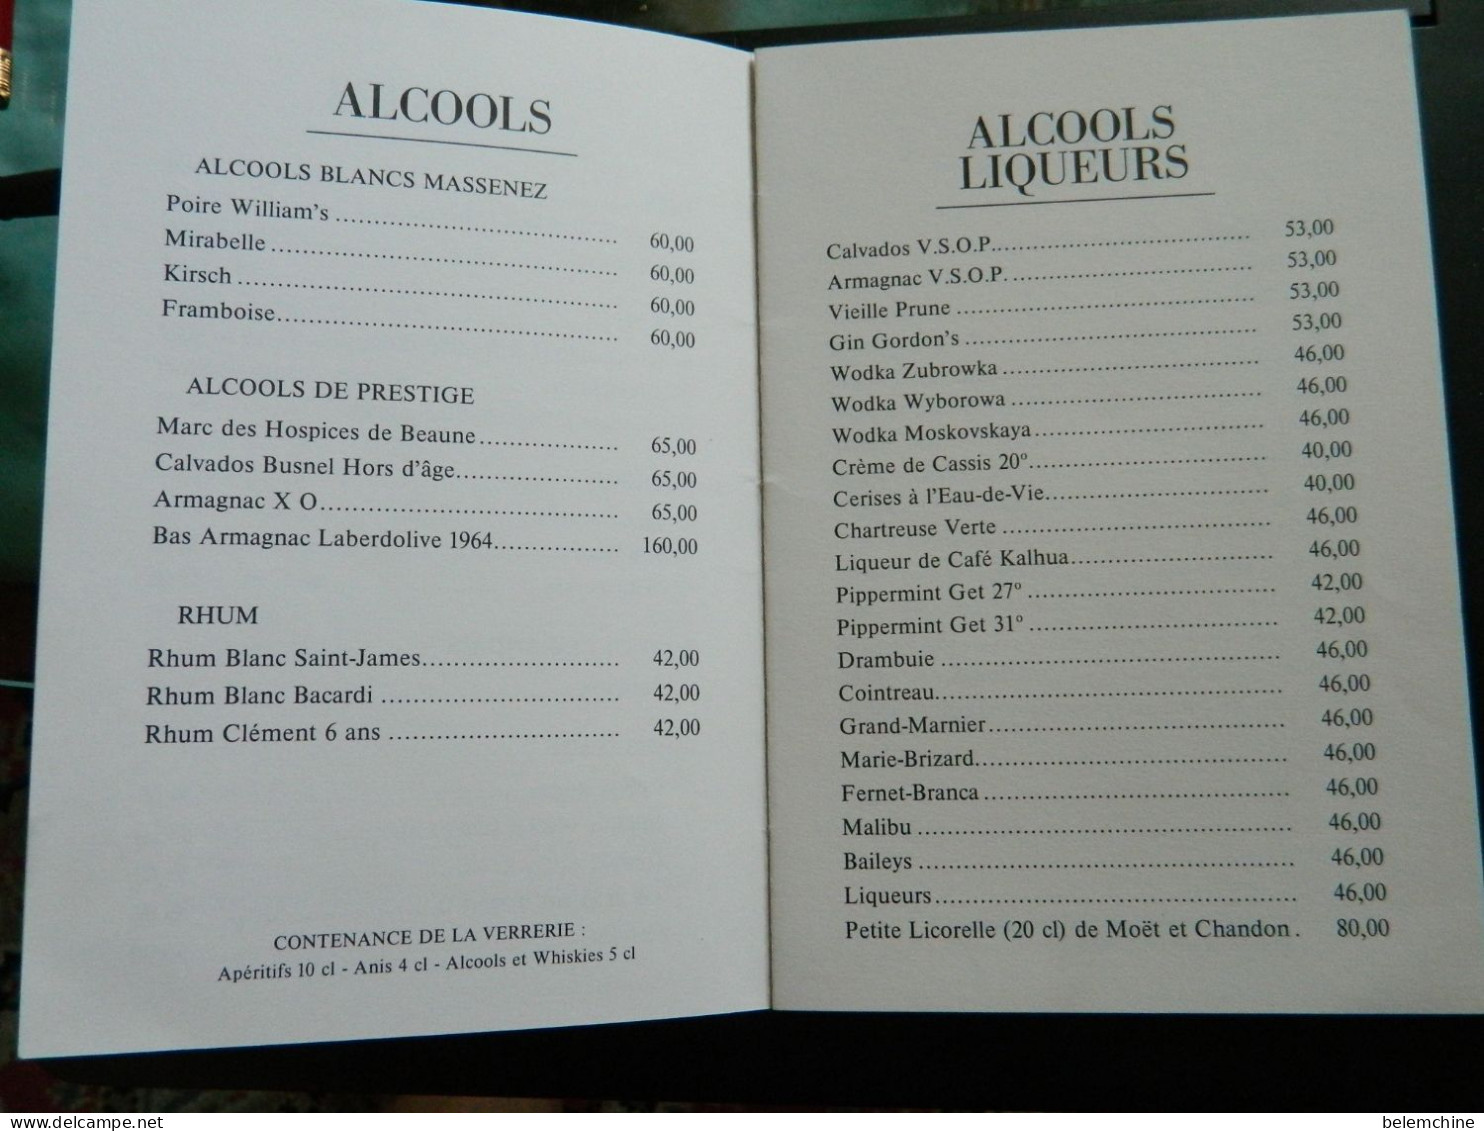 ALCOOLS
ALCOOLS BLANCS MASSENEZ
Poire William's ........ 60,00
Mirabelle ........ 60,00
Kirsch ........ 60,00
Framboise ........ 60,00
ALCOOLS DE PRESTIGE
Marc des Hospices de Beaune ........ 65,00
Calvados Busnel Hors d'âge ........ 65,00
Armagnac X O ........ 65,00
Bas Armagnac Laberdolive 1964 ........ 160,00
RHUM
Rhum Blanc Saint-James ........ 42,00
Rhum Blanc Bacardi ........ 42,00
Rhum Clément 6 ans ........ 42,00
CONTENANCE DE LA VERRERIE :
Apéritifs 10 cl - Anis 4 cl - Alcools et Whiskies 5 cl
ALCOOLS
LIQUEURS
Calvados V.S.O.P. ........ 53,00
Armagnac V.S.O.P. ........ 53,00
Vieille Prune ........ 53,00
Gin Gordon's ........ 53,00
Wodka Zubrowka ........ 46,00
Wodka Wyborowa ........ 46,00
Wodka Moskovskaya ........ 46,00
Crème de Cassis 20° ........ 40,00
Cerises à l'Eau-de-Vie ........ 40,00
Chartreuse Verte ........ 46,00
Liqueur de Café Kalhua ........ 46,00
Pippermint Get 27° ........ 42,00
Pippermint Get 31° ........ 42,00
Drambuie ........ 46,00
Cointreau ........ 46,00
Grand-Marnier ........ 46,00
Marie-Brizard ........ 46,00
Fernet-Branca ........ 46,00
Malibu ........ 46,00
Baileys ........ 46,00
Liqueurs ........ 46,00
Petite Licorelle (20 cl) de Moët et Chandon . 80,00
delcampe.net
belemchine